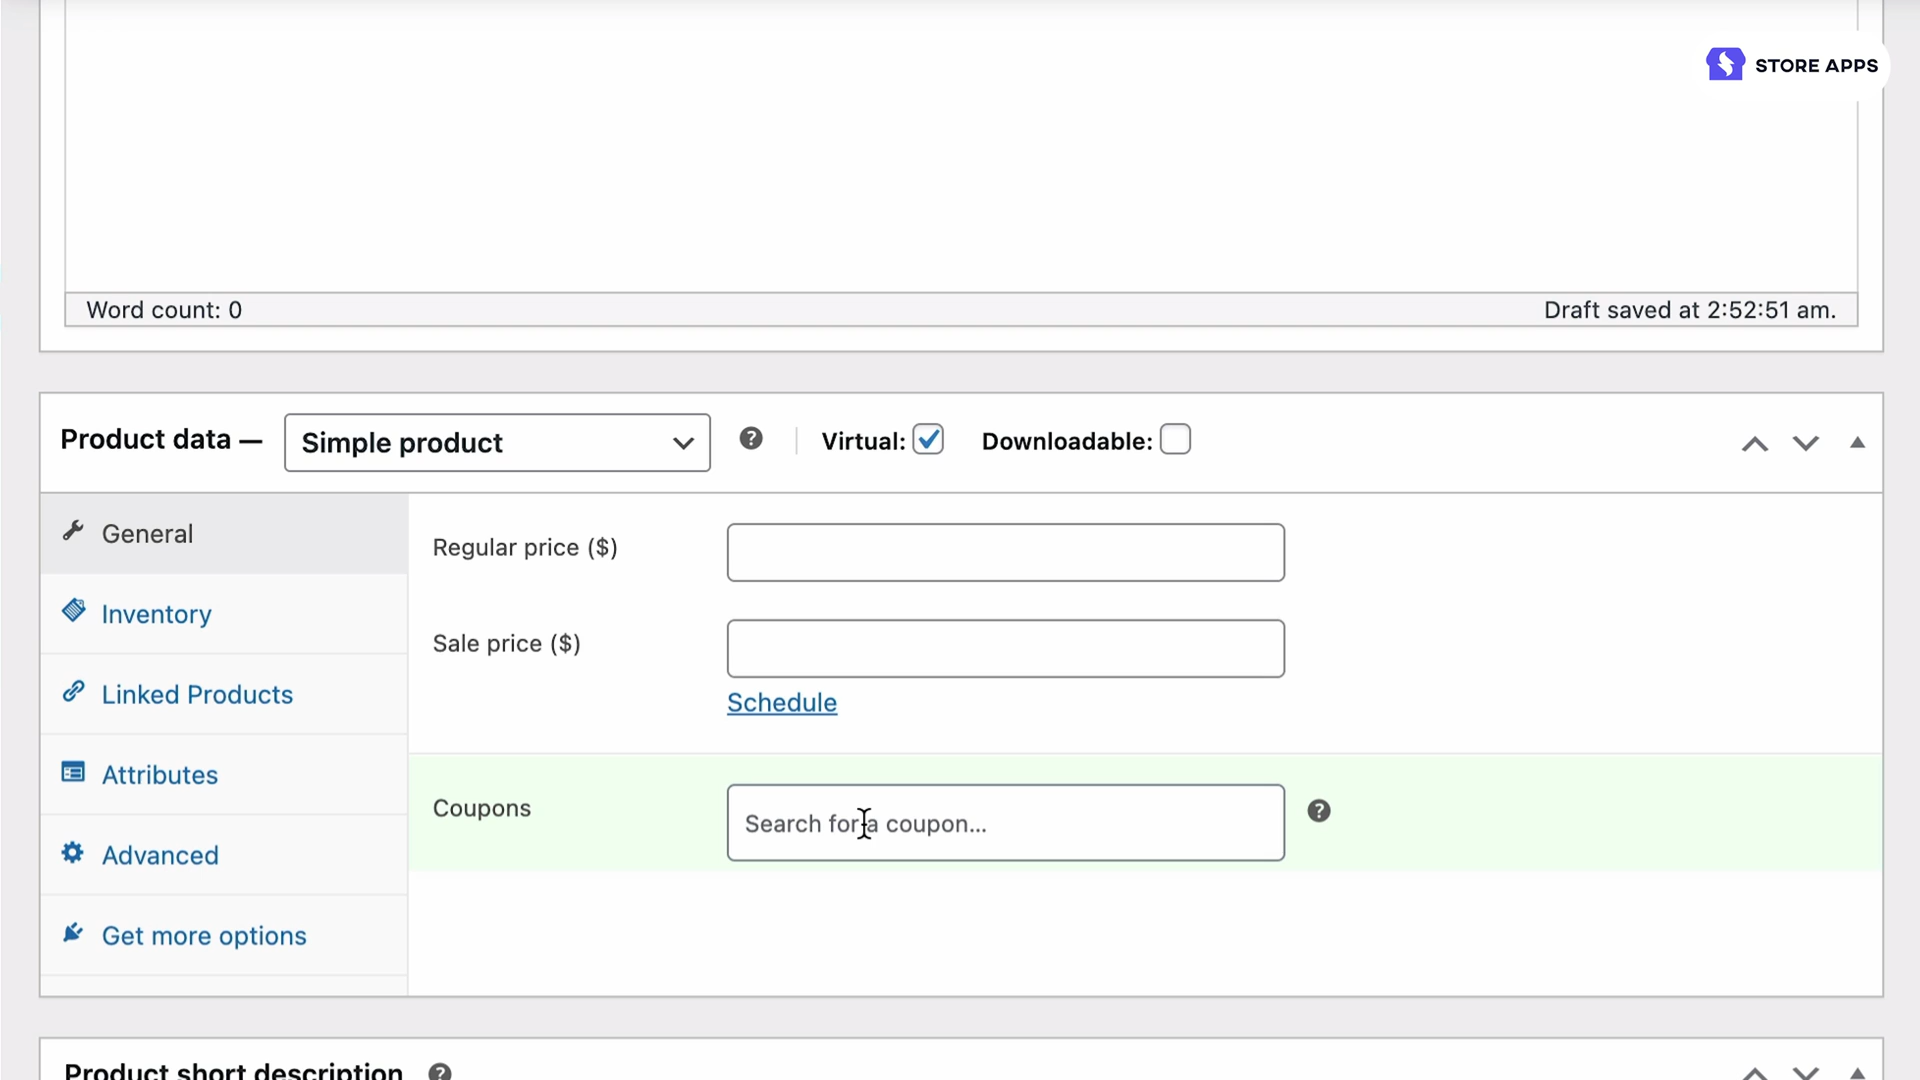 STORE APPS
Word count: 0
Draft saved at 2:52:51 am.
Product data —
Simple product
Virtual:
Downloadable:
General
Inventory
Linked Products
Attributes
Advanced
Get more options
Regular price ($)
Sale price ($)
Schedule
Coupons
Search for a coupon...
Product short description